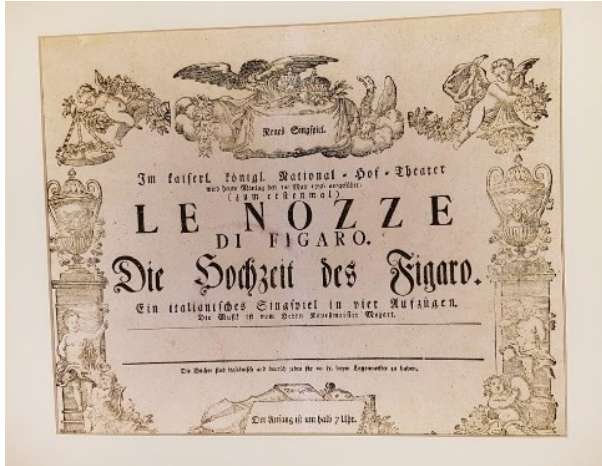 Neues Singspiel.
Im kaiserl. königl. National-Hof-Theater
wird heute Montag den 1ten May 1786 aufgeführt:
(zum erstenmal)
LE NOZZE
DI FIGARO.
Die Hochzeit des Figaro.
Ein italiänisches Singspiel in vier Aufzügen.
Die Musik ist vom Herrn Kapellmeister Mozart.
Die Bücher sind italiänisch und deutsch jedes für 20 kr. beym Logenmeister zu haben.
Der Anfang ist um halb 7 Uhr.